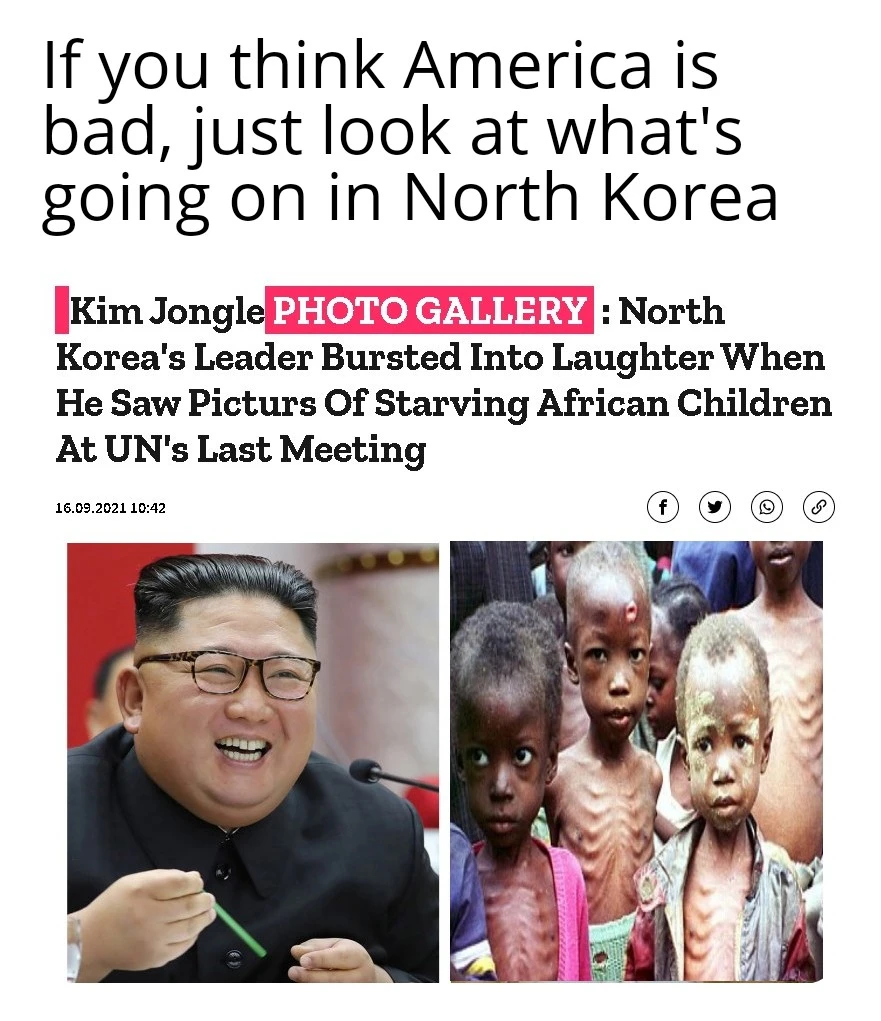 If you think America is
bad, just look at what's
going on in North Korea
Kim Jongle PHOTO GALLERY : North
Korea's Leader Bursted Into Laughter When
He Saw Picturs Of Starving African Children
At UN's Last Meeting
16.09.2021 10:42